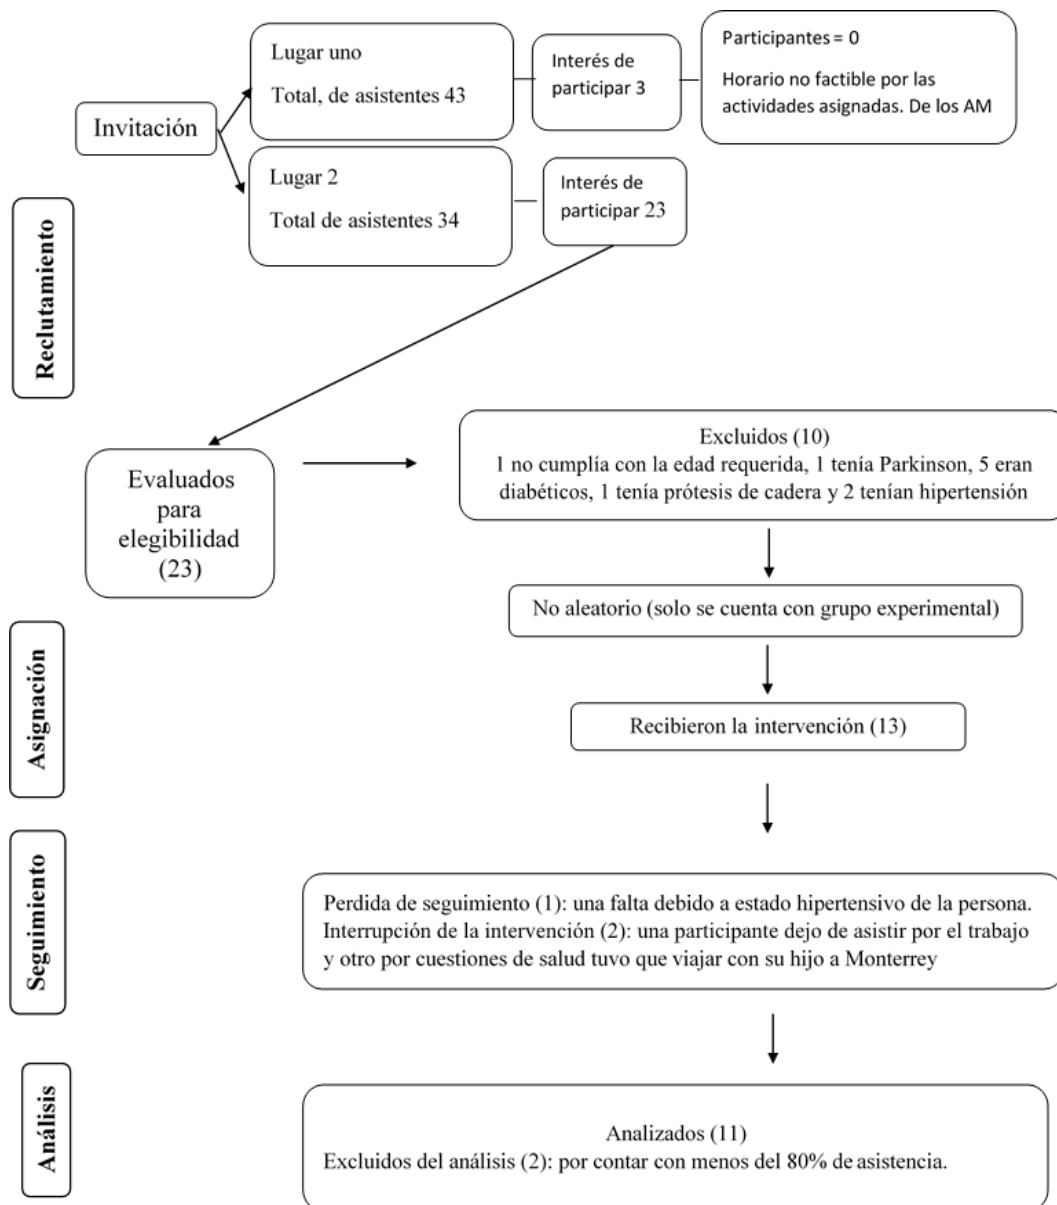 Lugar uno
Total, de asistentes 43
Interés de
participar 3
Participantes = 0
Horario no factible por las
actividades asignadas. De los AM
Invitación
Lugar 2
Total de asistentes 34
Interés de
participar 23
Reclutamiento
Evaluados
para
elegibilidad
(23)
Excluidos (10)
1 no cumplía con la edad requerida, 1 tenía Parkinson, 5 eran
diabéticos, 1 tenía prótesis de cadera y 2 tenían hipertensión
No aleatorio (solo se cuenta con grupo experimental)
Asignación
Recibieron la intervención (13)
Seguimiento
Perdida de seguimiento (1): una falta debido a estado hipertensivo de la persona.
Interrupción de la intervención (2): una participante dejo de asistir por el trabajo
y otro por cuestiones de salud tuvo que viajar con su hijo a Monterrey
Análisis
Analizados (11)
Excluidos del análisis (2): por contar con menos del 80% de asistencia.